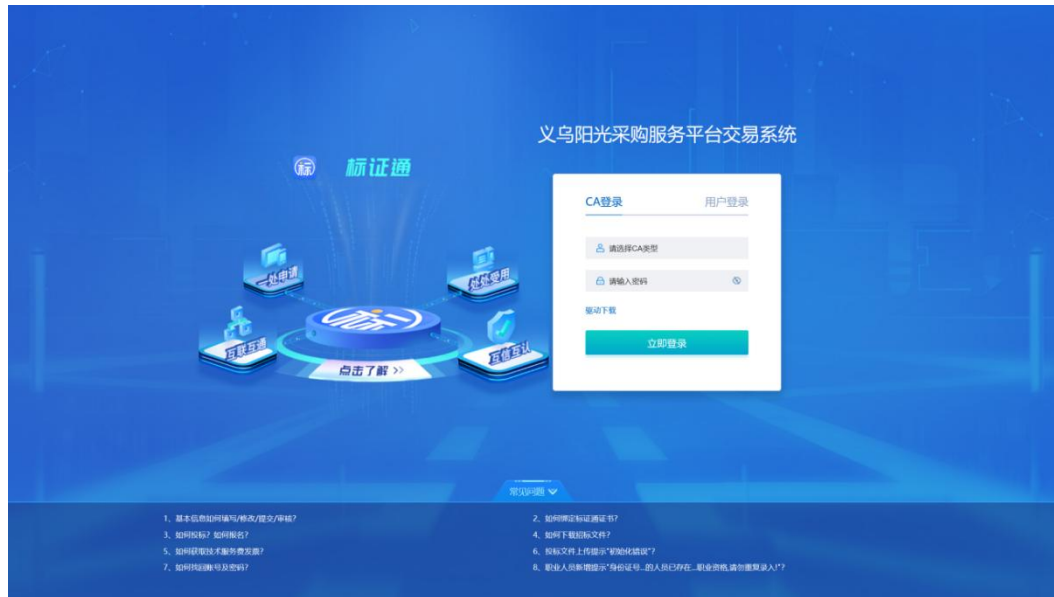 义乌阳光采购服务平台交易系统
标 标证通
CA登录 用户登录
一处申请
处处受用
请选择CA类型
请输入密码
驱动下载
标
互联互通
互信互认
立即登录
点击了解 >>
常见问题
1、基本信息如何填写/修改/提交/审核?
2、如何绑定标证通证书?
3、如何投标?如何报名?
4、如何下载招标文件?
5、如何获取技术服务费发票?
6、投标文件上传提示"初始化错误"?
7、如何找回账号及密码?
8、职业人员新增提示"身份证号...的人员已存在...职业资格,请勿重复录入!"?